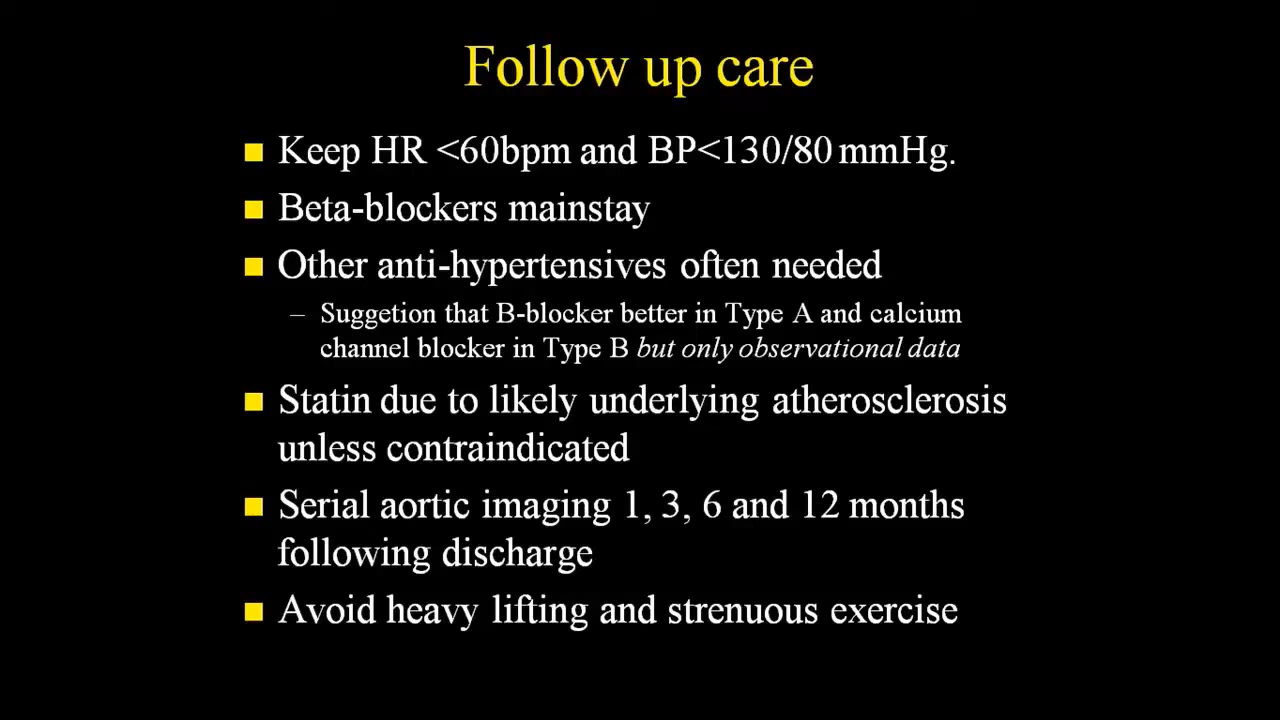 Follow up care
Keep HR <60bpm and BP<130/80 mmHg.
Beta-blockers mainstay
Other anti-hypertensives often needed
– Suggetion that B-blocker better in Type A and calcium
channel blocker in Type B but only observational data
Statin due to likely underlying atherosclerosis
unless contraindicated
Serial aortic imaging 1, 3, 6 and 12 months
following discharge
Avoid heavy lifting and strenuous exercise